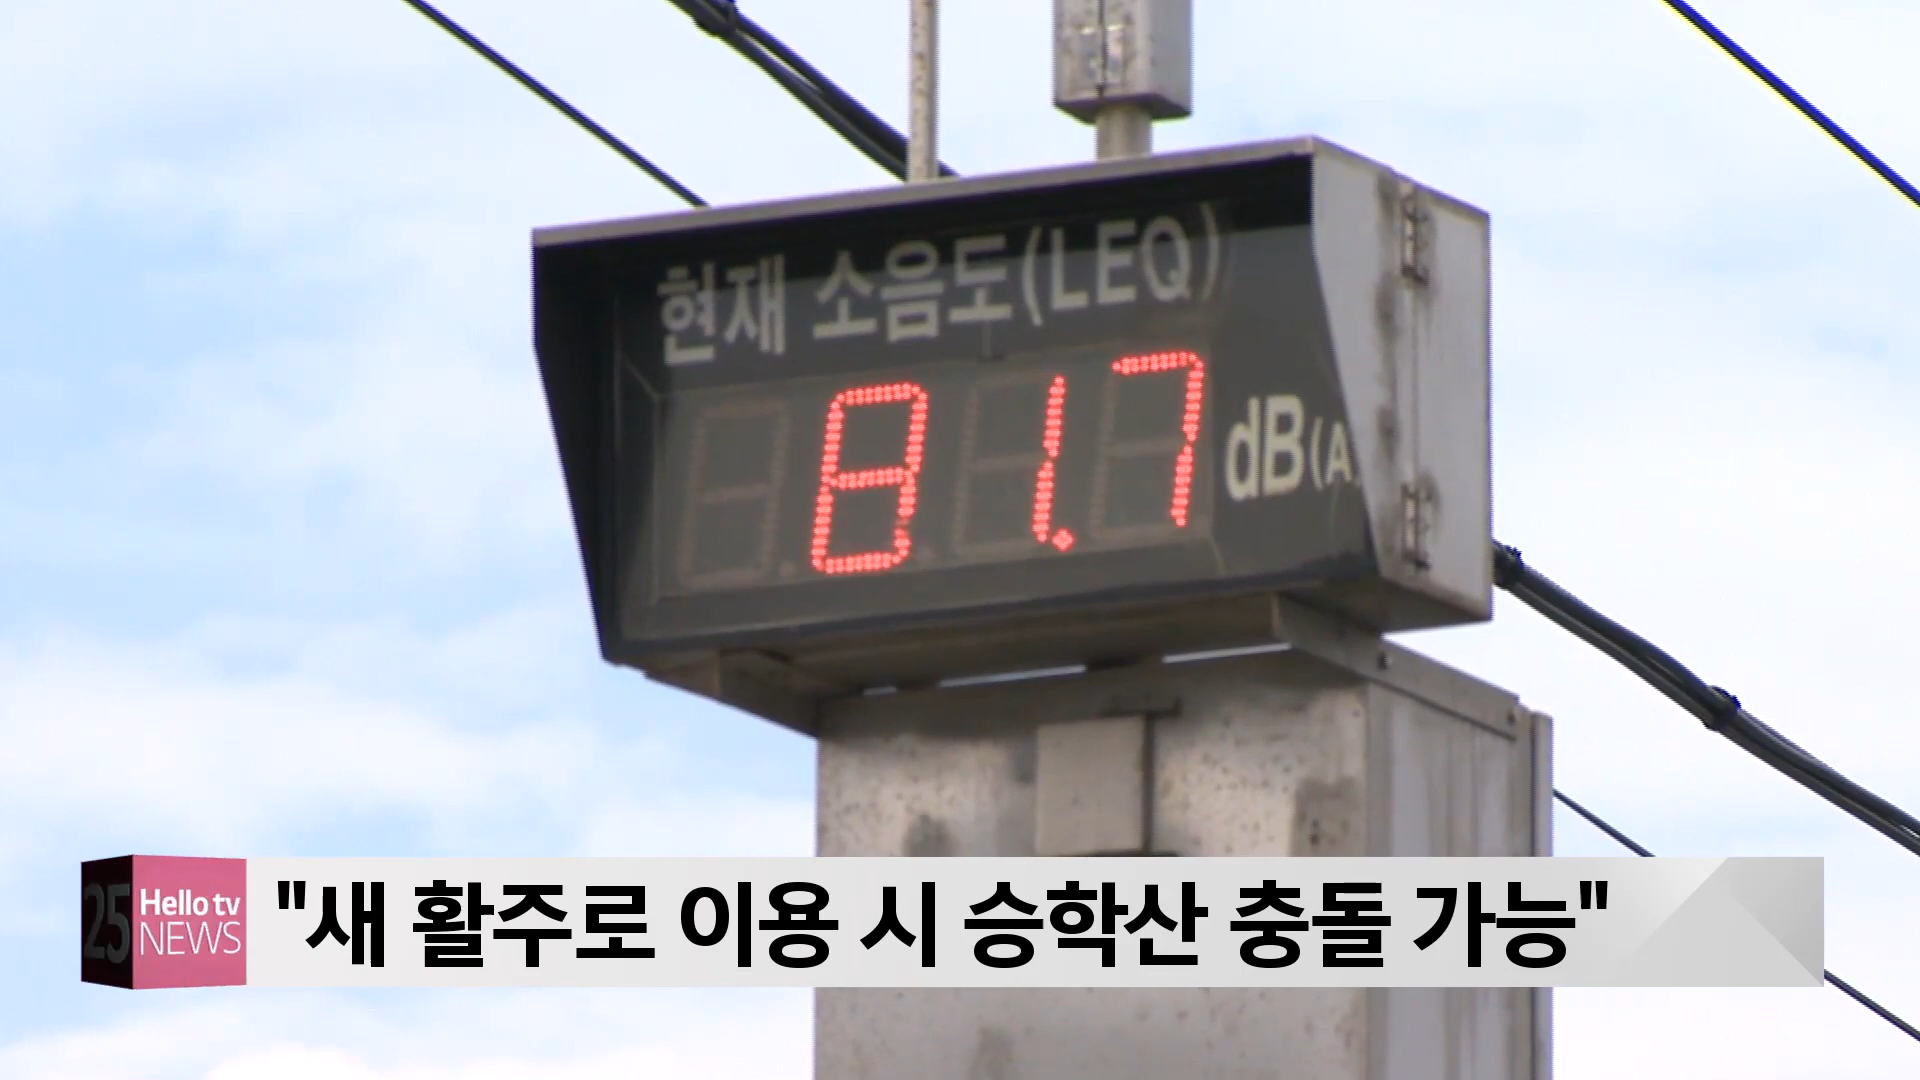 현재 소음도(LEQ)
81.7 dB(A)
25
Hello tv
NEWS
"새 활주로 이용 시 승학산 충돌 가능"